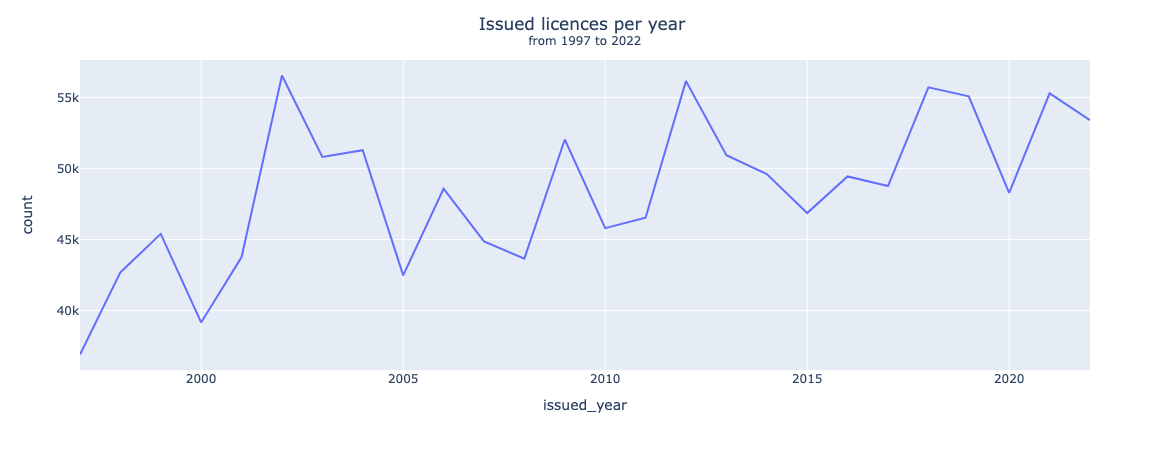 Issued licences per year
from 1997 to 2022
55k
50k
45k
40k
count
2000 2005 2010 2015 2020
issued_year